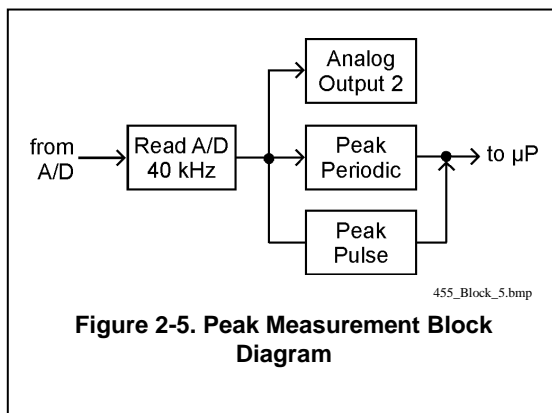 Analog
Output 2
from
A/D
Read A/D
40 kHz
Peak
Periodic
to µP
Peak
Pulse
455_Block_5.bmp
Figure 2-5. Peak Measurement Block
Diagram